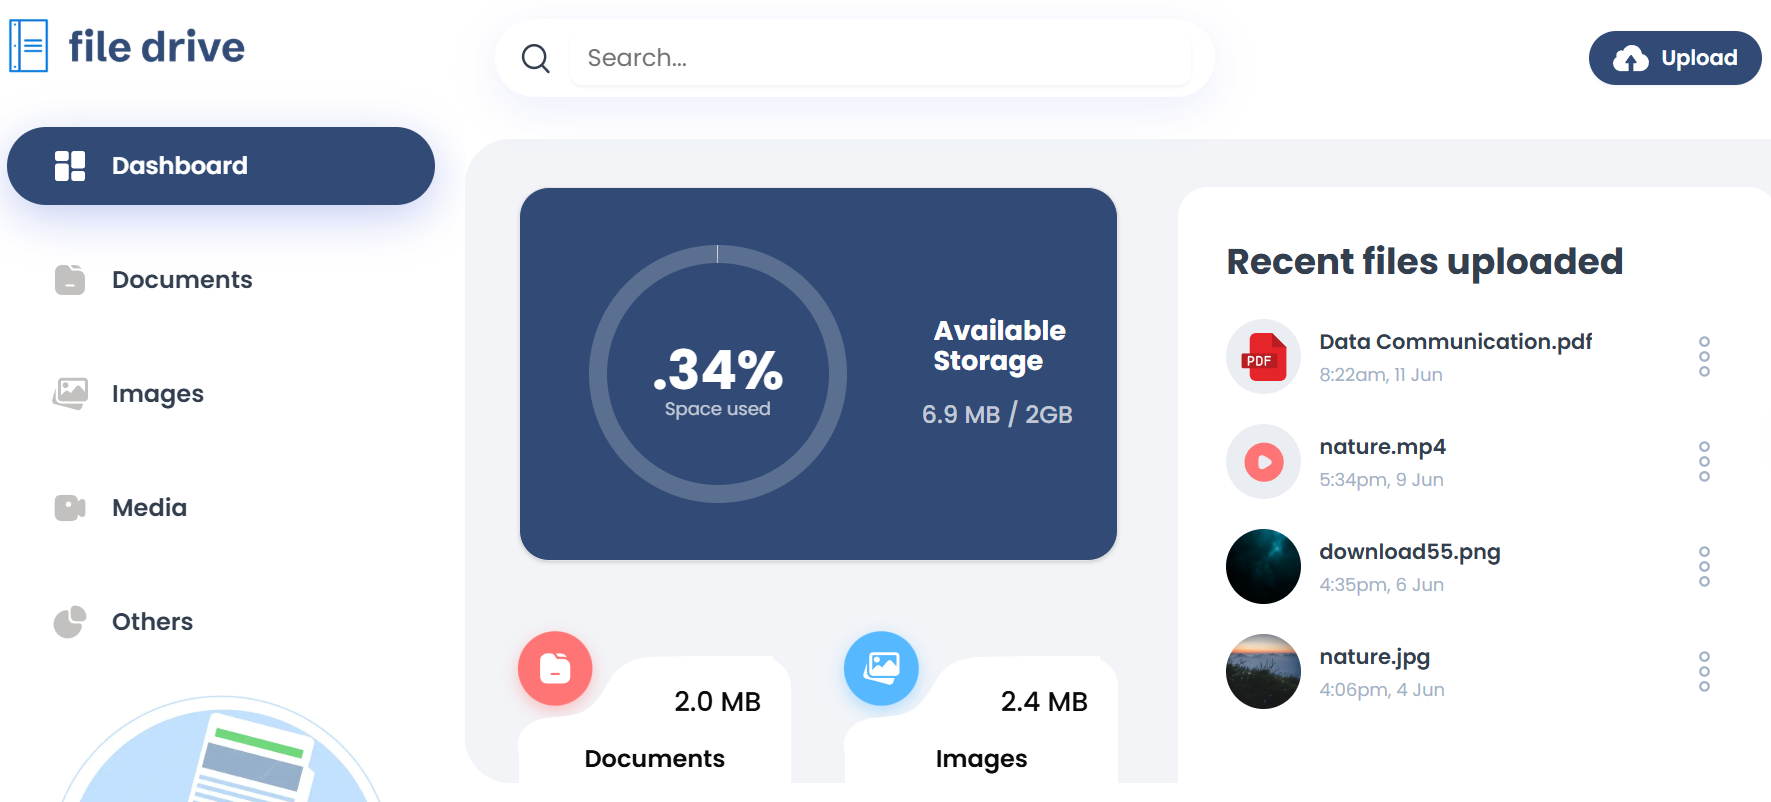 file drive
Search...
Upload
Dashboard
Documents
Images
Media
Others
.34%
Space used
Available
Storage
6.9 MB / 2GB
2.0 MB
Documents
2.4 MB
Images
Recent files uploaded
PDF
Data Communication.pdf
8:22am, 11 Jun
nature.mp4
5:34pm, 9 Jun
download55.png
4:35pm, 6 Jun
nature.jpg
4:06pm, 4 Jun